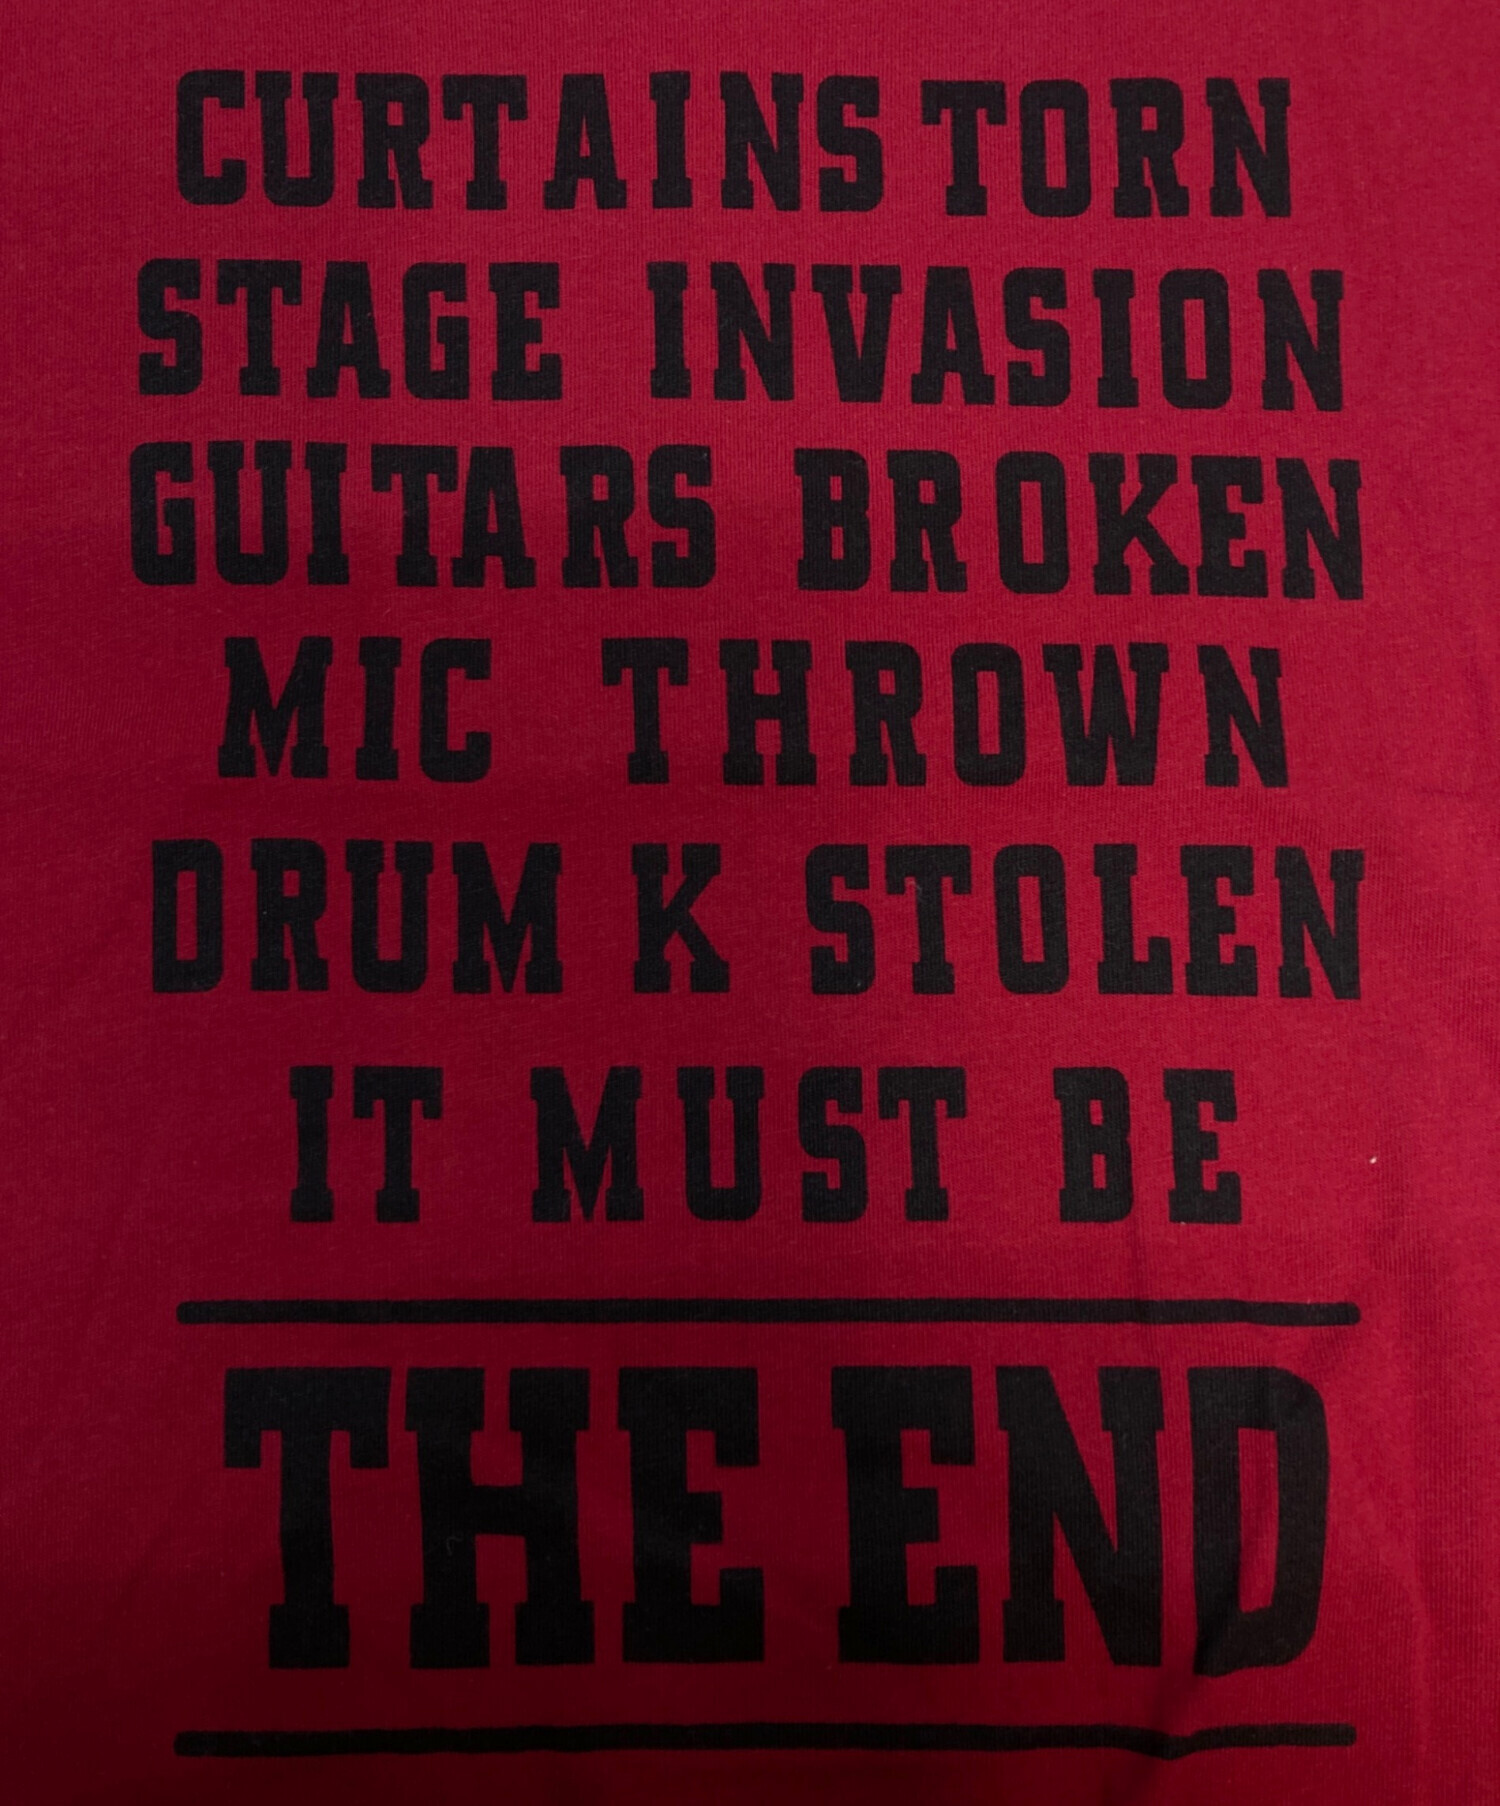 CURTAINS TORN
STAGE INVASION
GUITARS BROKEN
MIC THROWN
DRUM K STOLEN
IT MUST BE
THE END